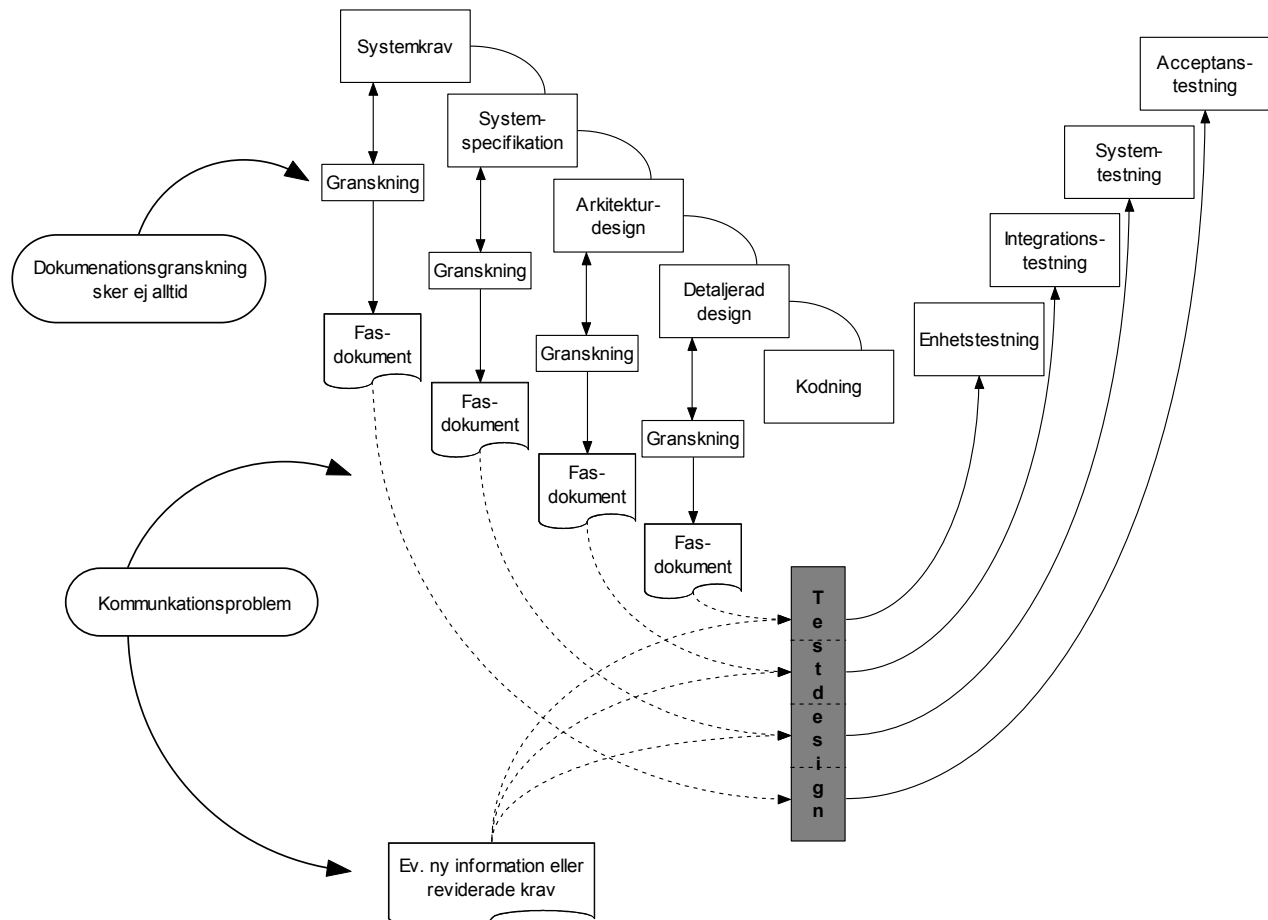 Systemkrav
System-
specifikation
Arkitektur-
design
Detaljerad
design
Kodning
Granskning
Granskning
Granskning
Granskning
Fas-
dokument
Fas-
dokument
Fas-
dokument
Fas-
dokument
Dokumenationsgranskning
sker ej alltid
Kommunkationsproblem
Ev. ny information eller
reviderade krav
Testdesign
Enhetstestning
Integrations-
testning
System-
testning
Acceptans-
testning